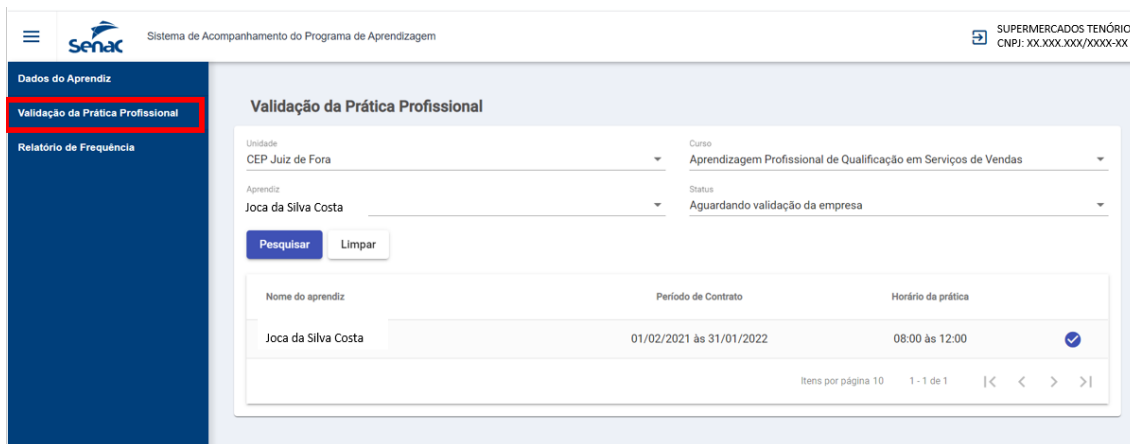 Senac
Sistema de Acompanhamento do Programa de Aprendizagem
SUPERMERCADOS TENÓRIO
CNPJ: XX.XXX.XXX/XXXX-XX
Dados do Aprendiz
Validação da Prática Profissional
Relatório de Frequência
Validação da Prática Profissional
Unidade
CEP Juiz de Fora
Curso
Aprendizagem Profissional de Qualificação em Serviços de Vendas
Aprendiz
Joca da Silva Costa
Status
Aguardando validação da empresa
Pesquisar Limpar
Nome do aprendiz Período de Contrato Horário da prática
Joca da Silva Costa 01/02/2021 às 31/01/2022 08:00 às 12:00
Itens por página 10 1 - 1 de 1